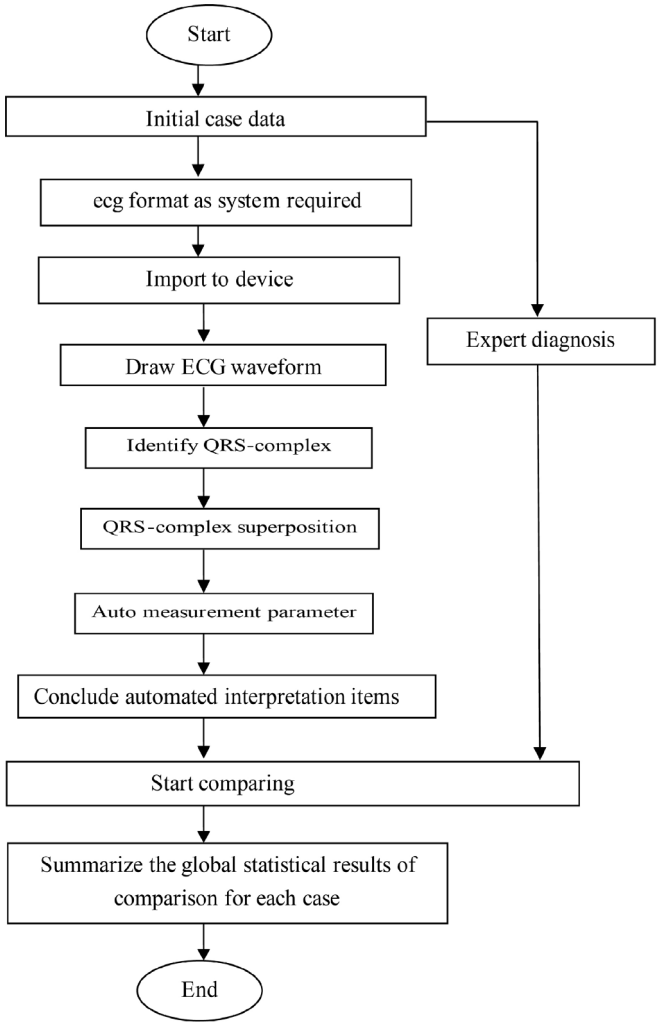 Start
Initial case data
ecg format as system required
Import to device
Expert diagnosis
Draw ECG waveform
Identify QRS-complex
QRS-complex superposition
Auto measurement parameter
Conclude automated interpretation items
Start comparing
Summarize the global statistical results of
comparison for each case
End